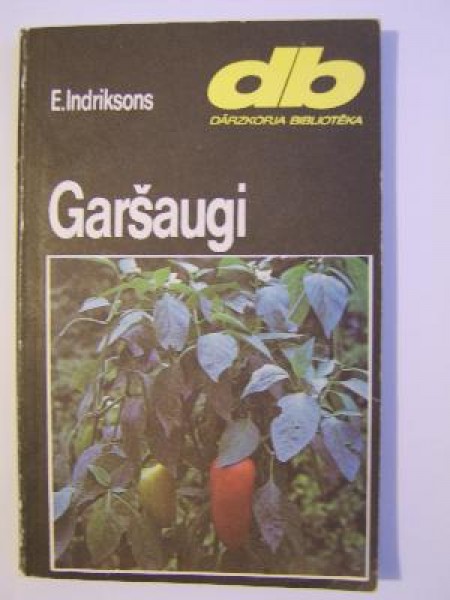 db
E.Indriksons
DĀRZKOPJA BIBLIOTĒKA
Garšaugi